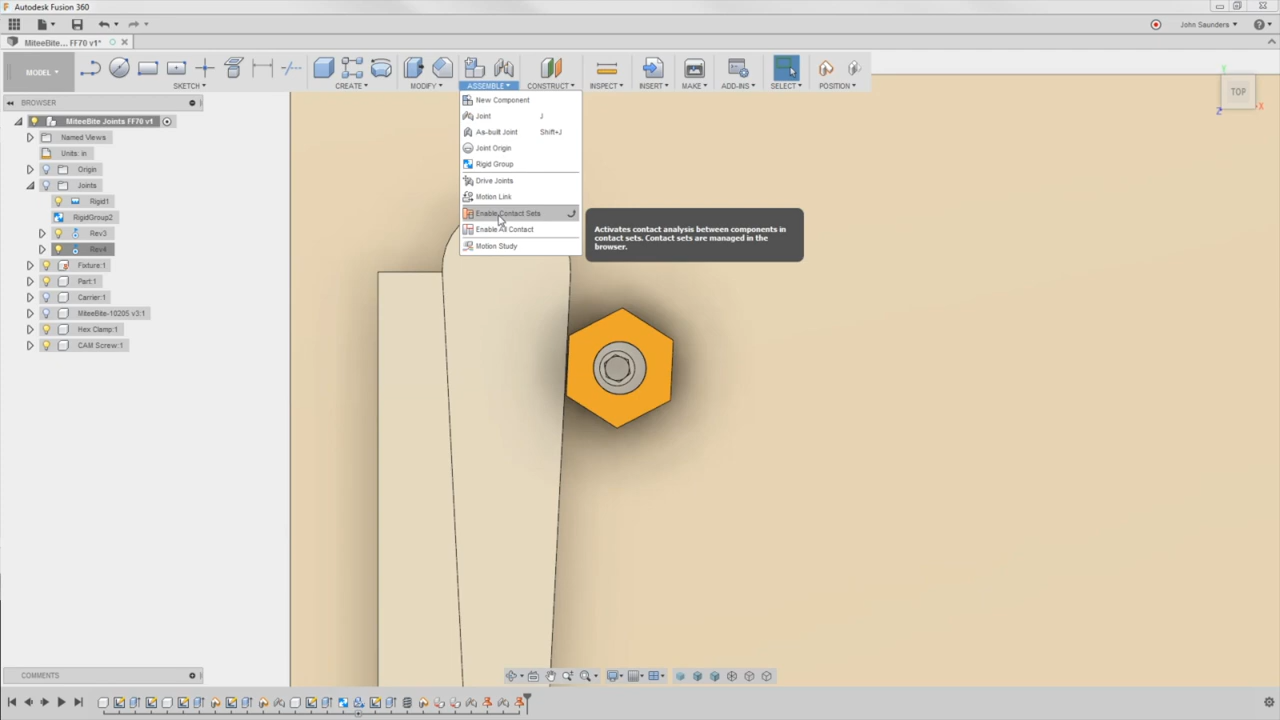 Autodesk Fusion 360
John Saunders
MiteeBite... FF70 v1*
MODEL
SKETCH
CREATE
MODIFY
ASSEMBLE
CONSTRUCT
INSPECT
INSERT
MAKE
ADD-INS
SELECT
POSITION
BROWSER
MiteeBite Joints FF70 v1
Named Views
Units: in
Origin
Joints
Rigid1
RigidGroup2
Rev3
Rev4
Fixture:1
Part:1
Carrier:1
MiteeBite-10205 v3:1
Hex Clamp:1
CAM Screw:1
New Component
Joint J
As-built Joint Shift+J
Joint Origin
Rigid Group
Drive Joints
Motion Link
Enable Contact Sets
Enable All Contact
Motion Study
Activates contact analysis between components in
contact sets. Contact sets are managed in the
browser.
TOP
Y
X
Z
COMMENTS